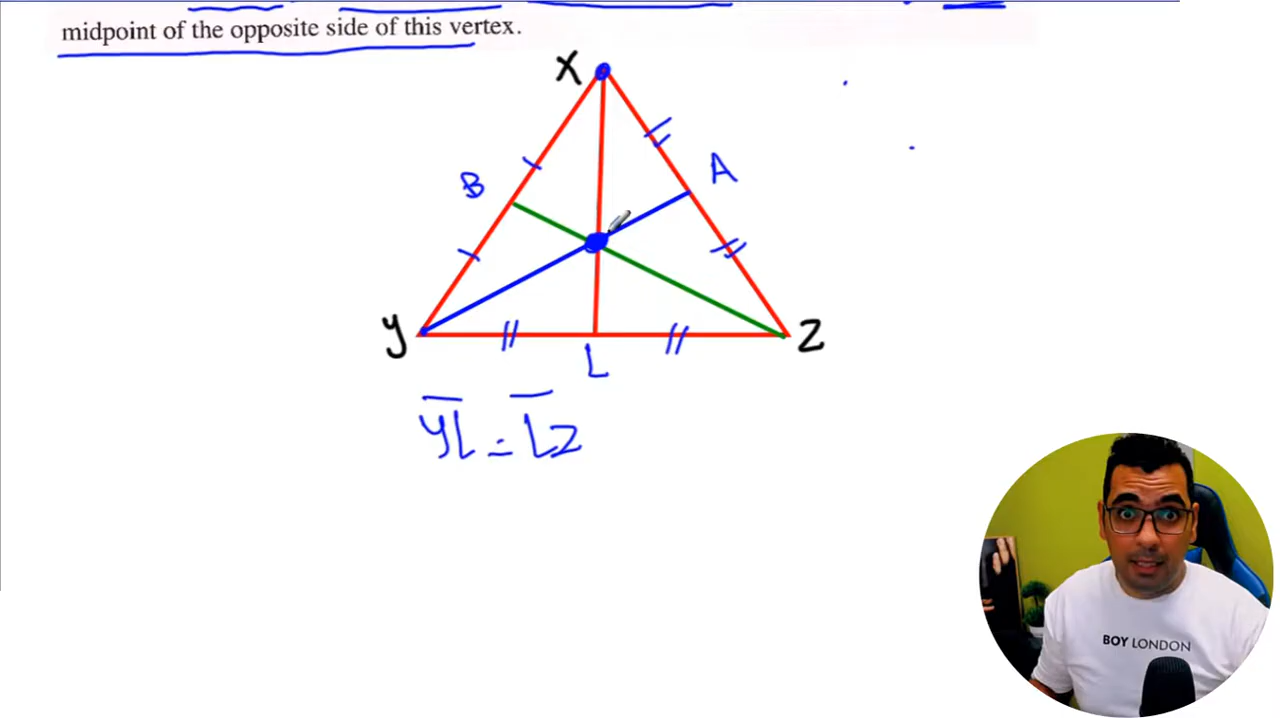 midpoint of the opposite side of this vertex.
X
B
A
y
L
Z
yL = LZ
BOY LONDON